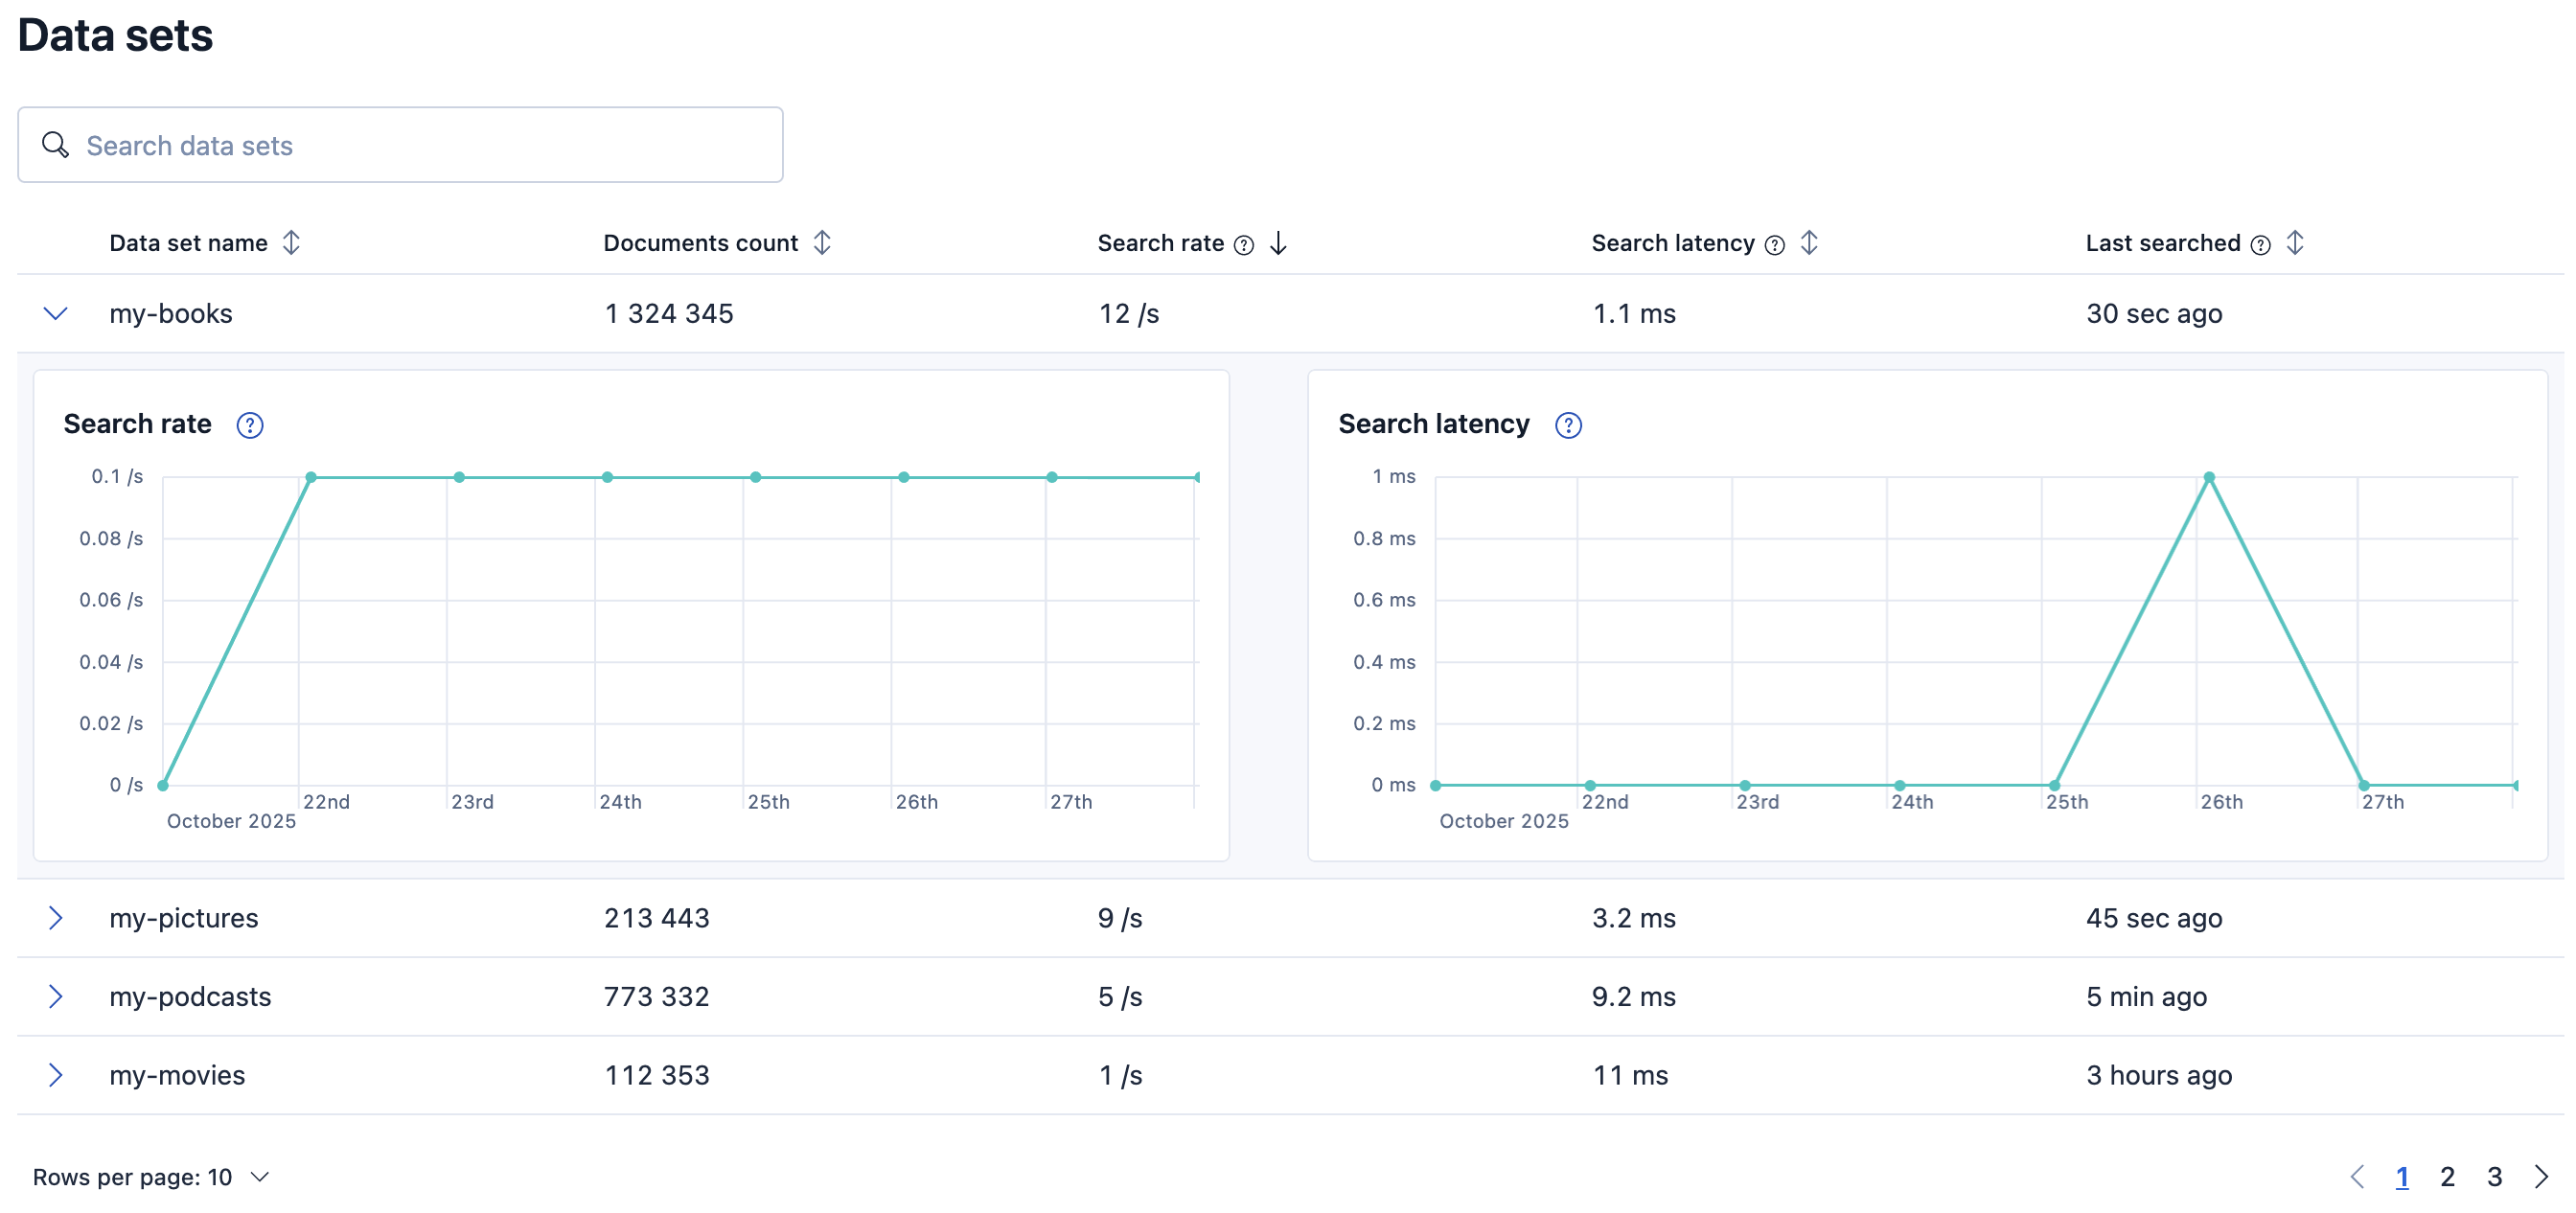 Data sets
Search data sets
Data set name Documents count Search rate ? Search latency ? Last searched ?
my-books 1 324 345 12 /s 1.1 ms 30 sec ago
Search rate ?
0.1 /s
0.08 /s
0.06 /s
0.04 /s
0.02 /s
0 /s
22nd 23rd 24th 25th 26th 27th
October 2025
Search latency ?
1 ms
0.8 ms
0.6 ms
0.4 ms
0.2 ms
0 ms
22nd 23rd 24th 25th 26th 27th
October 2025
my-pictures 213 443 9 /s 3.2 ms 45 sec ago
my-podcasts 773 332 5 /s 9.2 ms 5 min ago
my-movies 112 353 1 /s 11 ms 3 hours ago
Rows per page: 10 1 2 3